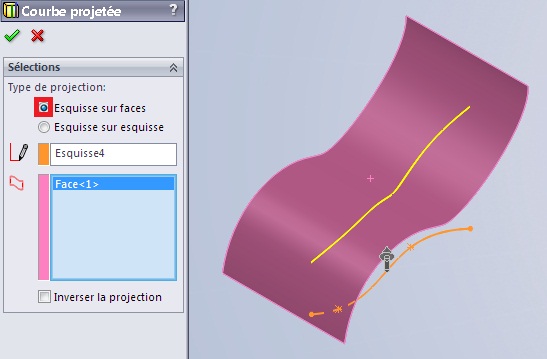 Courbe projetée ?
Sélections
Type de projection:
Esquisse sur faces
Esquisse sur esquisse
Esquisse4
Face<1>
Inverser la projection